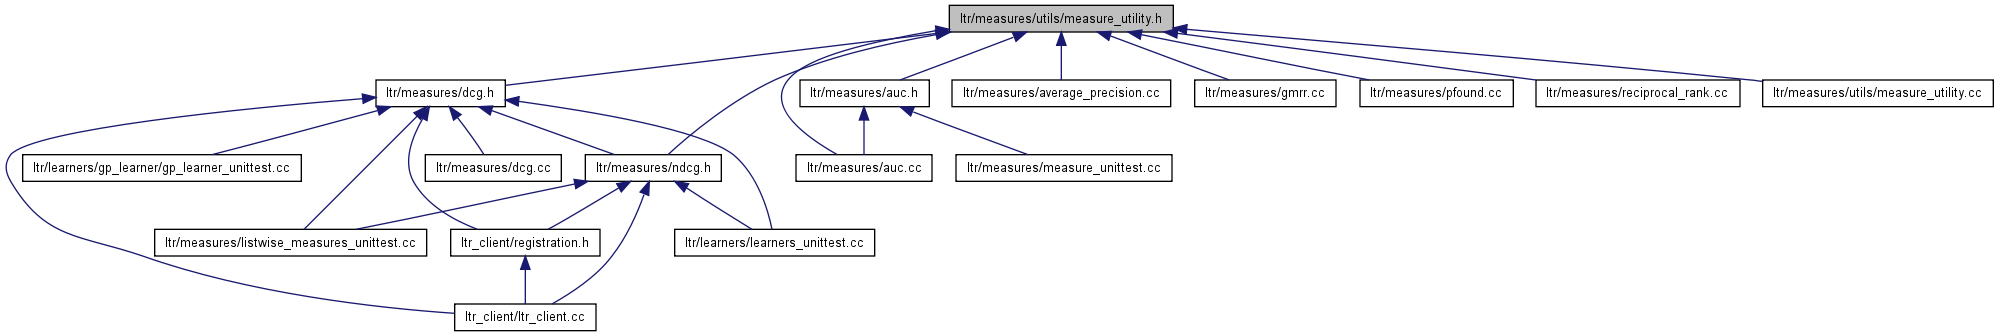 ltr/measures/utils/measure_utility.h
ltr/measures/dcg.h
ltr/measures/auc.h
ltr/measures/average_precision.cc
ltr/measures/gmrr.cc
ltr/measures/pfound.cc
ltr/measures/reciprocal_rank.cc
ltr/measures/utils/measure_utility.cc
ltr/learners/gp_learner/gp_learner_unittest.cc
ltr/measures/dcg.cc
ltr/measures/ndcg.h
ltr/measures/auc.cc
ltr/measures/measure_unittest.cc
ltr/measures/listwise_measures_unittest.cc
ltr_client/registration.h
ltr/learners/learners_unittest.cc
ltr_client/ltr_client.cc